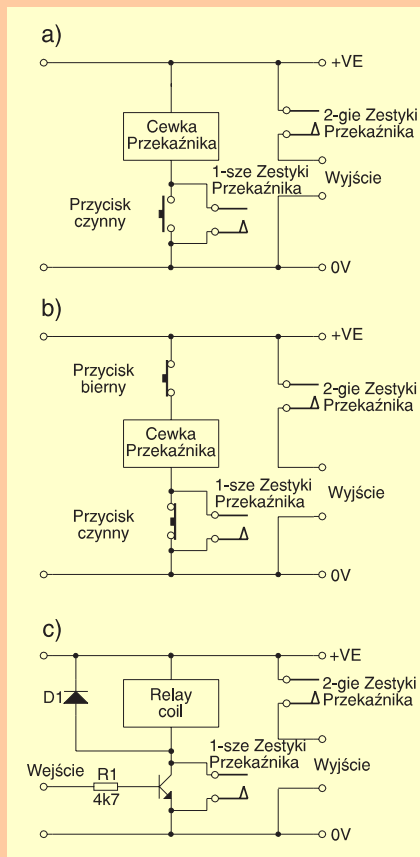 a)
+VE
2-gie Zestyki
Przekaźnika
Cewka
Przekaźnika
1-sze Zestyki
Przekaźnika
Wyjście
Przycisk
czynny
0V
b)
+VE
Przycisk
bierny
2-gie Zestyki
Przekaźnika
Cewka
Przekaźnika
1-sze Zestyki
Przekaźnika
Wyjście
Przycisk
czynny
0V
c)
+VE
D1
Relay
coil
2-gie Zestyki
Przekaźnika
1-sze Zestyki
Przekaźnika
Wejście
R1
4k7
Wyjście
0V